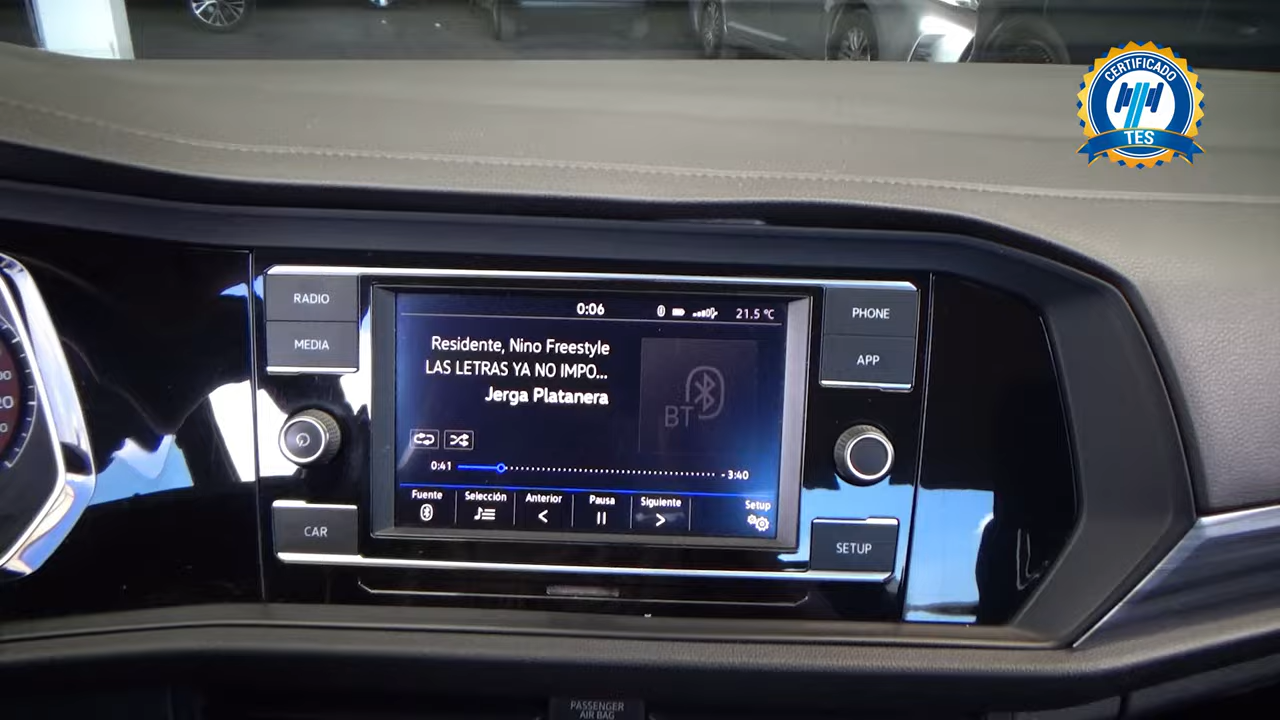 CERTIFICADO
TES
RADIO
MEDIA
CAR
0:06
21.5 °C
Residente, Nino Freestyle
LAS LETRAS YA NO IMPO...
Jerga Platanera
BT
0:41
- 3:40
Fuente
Selección
Anterior
Pausa
Siguiente
Setup
PHONE
APP
SETUP
20
PASSENGER
AIR BAG